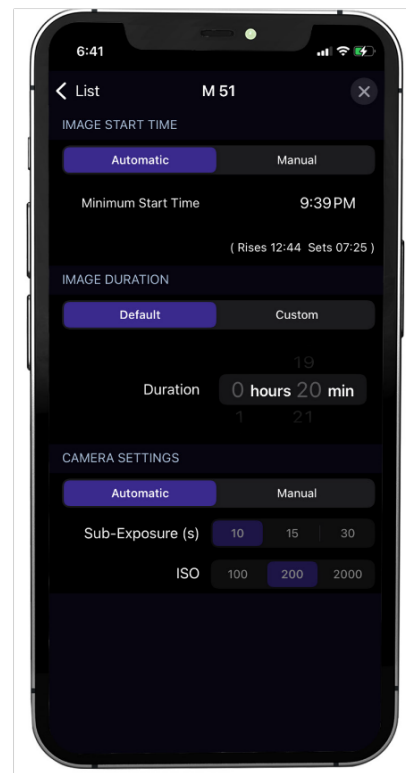 6:41
List M 51
IMAGE START TIME
Automatic Manual
Minimum Start Time 9:39 PM
( Rises 12:44 Sets 07:25 )
IMAGE DURATION
Default Custom
19
Duration 0 hours 20 min
1 21
CAMERA SETTINGS
Automatic Manual
Sub-Exposure (s) 10 15 30
ISO 100 200 2000